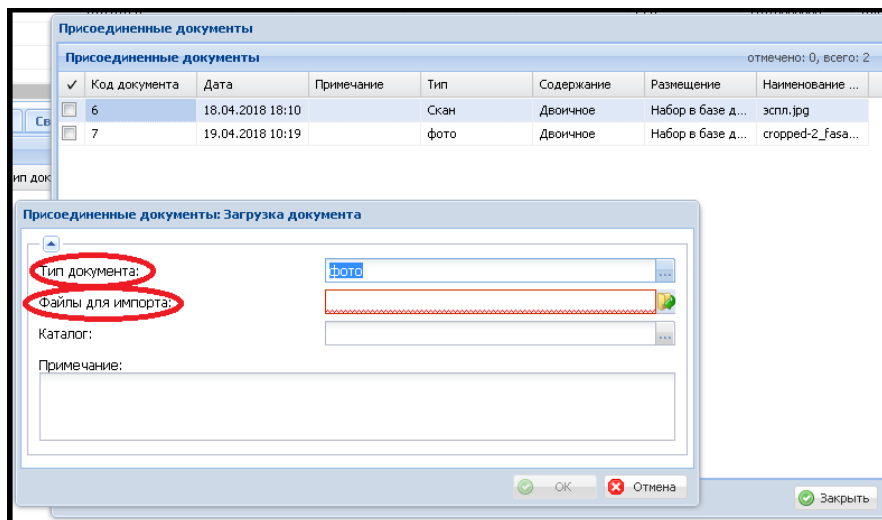 Присоединенные документы
Присоединенные документы отмечено: 0, всего: 2
✓ Код документа Дата Примечание Тип Содержание Размещение Наименование ...
6 18.04.2018 18:10 Скан Двоичное Набор в базе д... эспл.jpg
Св
7 19.04.2018 10:19 фото Двоичное Набор в базе д... cropped-2_fasa...
ип док
Присоединенные документы: Загрузка документа
Тип документа: фото ...
Файлы для импорта:
Каталог: ...
Примечание:
ОК Отмена
Закрыть